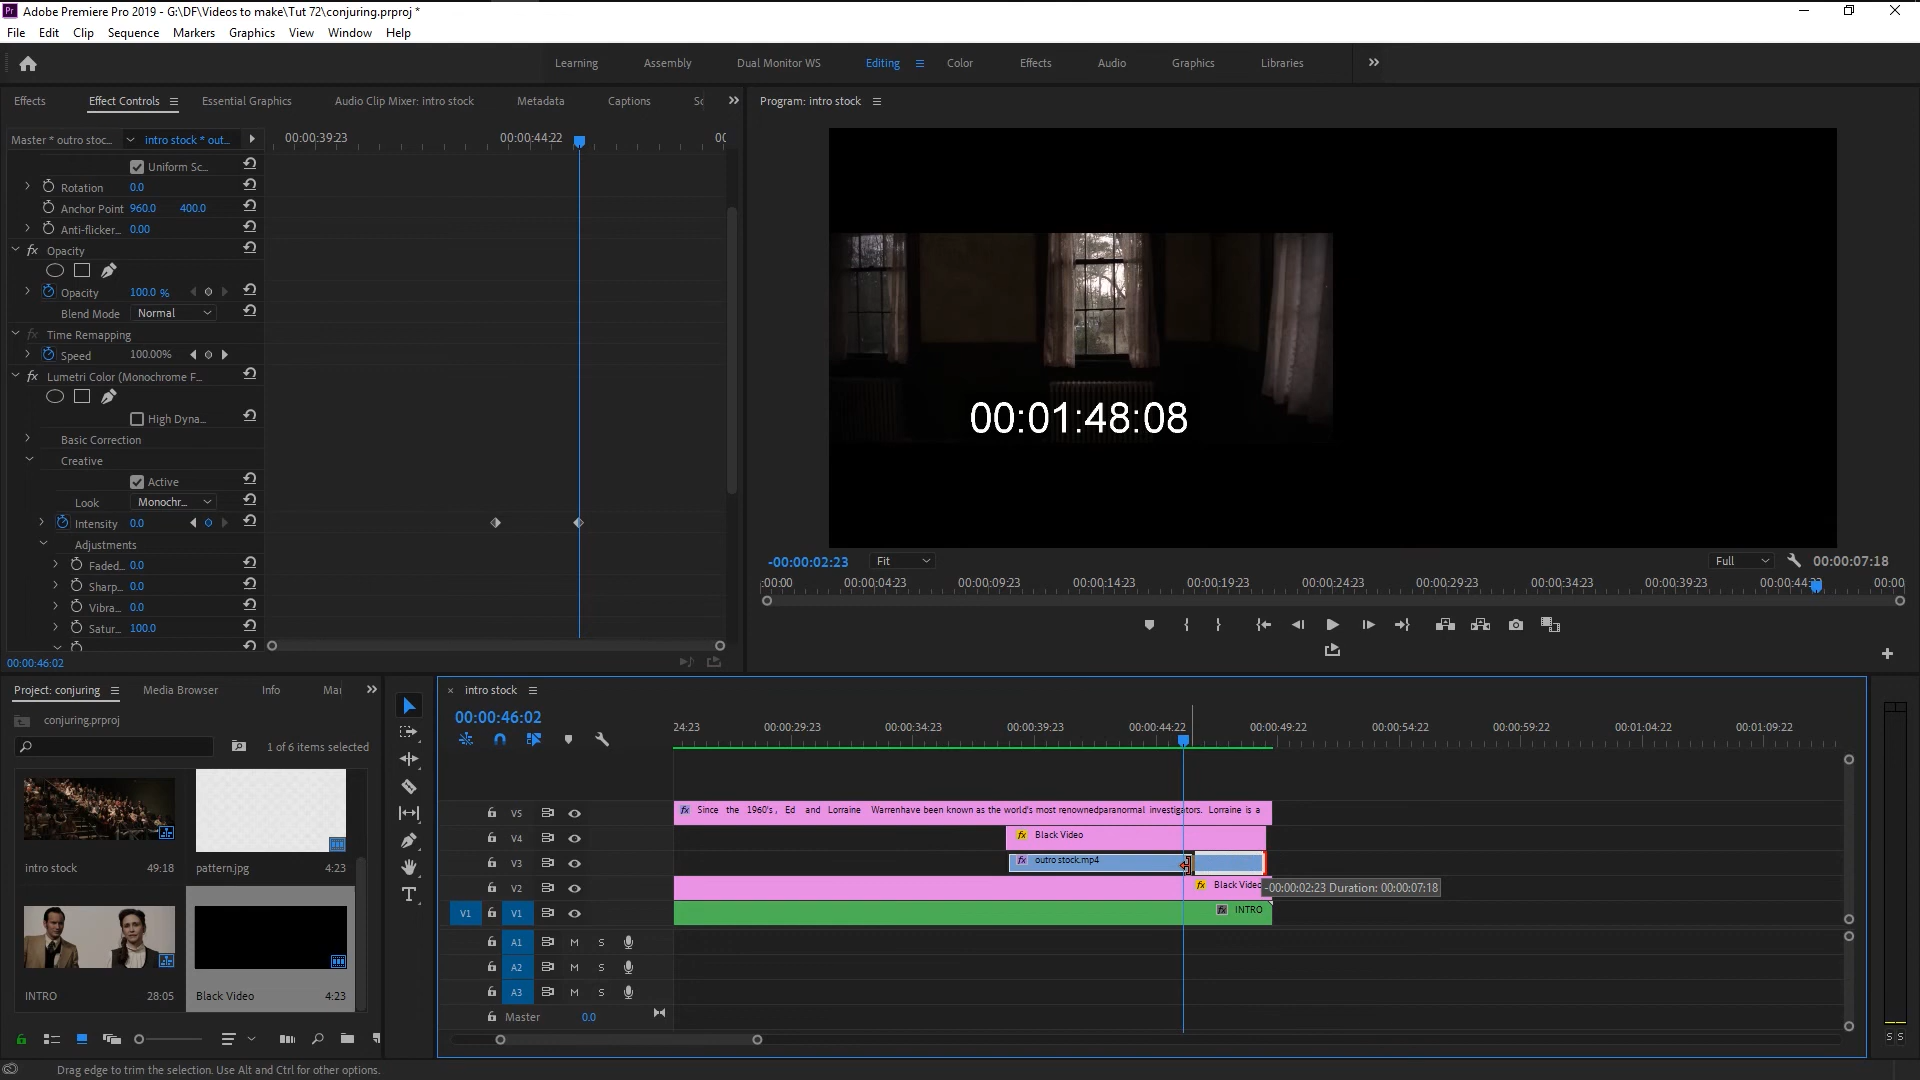 Adobe Premiere Pro 2019 - G:\DF\Videos to make\Tut 72\conjuring.prproj *
File Edit Clip Sequence Markers Graphics View Window Help
Learning Assembly Dual Monitor WS Editing Color Effects Audio Graphics Libraries
Effects Effect Controls Essential Graphics Audio Clip Mixer: intro stock Metadata Captions Sc
Program: intro stock
Master * outro stoc... intro stock * out...
00:00:39:23 00:00:44:22 00
Uniform Sc...
Rotation 0.0
Anchor Point 960.0 400.0
Anti-flicker... 0.00
fx Opacity
Opacity 100.0 %
Blend Mode Normal
fx Time Remapping
Speed 100.00%
fx Lumetri Color (Monochrome F...
High Dyna...
Basic Correction
Creative
Active
Look Monochr...
Intensity 0.0
Adjustments
Faded... 0.0
Sharp... 0.0
Vibra... 0.0
Satur... 100.0
00:00:46:02
00:01:48:08
-00:00:02:23 Fit Full 00:00:07:18
:00:00 00:00:04:23 00:00:09:23 00:00:14:23 00:00:19:23 00:00:24:23 00:00:29:23 00:00:34:23 00:00:39:23 00:00:44:23 00:00
Project: conjuring Media Browser Info Mar
conjuring.prproj
1 of 6 items selected
intro stock 49:18
pattern.jpg 4:23
INTRO 28:05
Black Video 4:23
intro stock
00:00:46:02
24:23 00:00:29:23 00:00:34:23 00:00:39:23 00:00:44:22 00:00:49:22 00:00:54:22 00:00:59:22 00:01:04:22 00:01:09:22
V5 fx Since the 1960's, Ed and Lorraine Warrenhave been known as the world's most renownedparanormal investigators. Lorraine is a
V4 fx Black Video
V3 fx outro stock.mp4
V2 fx Black Video
-00:00:02:23 Duration: 00:00:07:18
V1 V1 fx INTRO
A1 M S
A2 M S
A3 M S
Master 0.0
S S
Drag edge to trim the selection. Use Alt and Ctrl for other options.